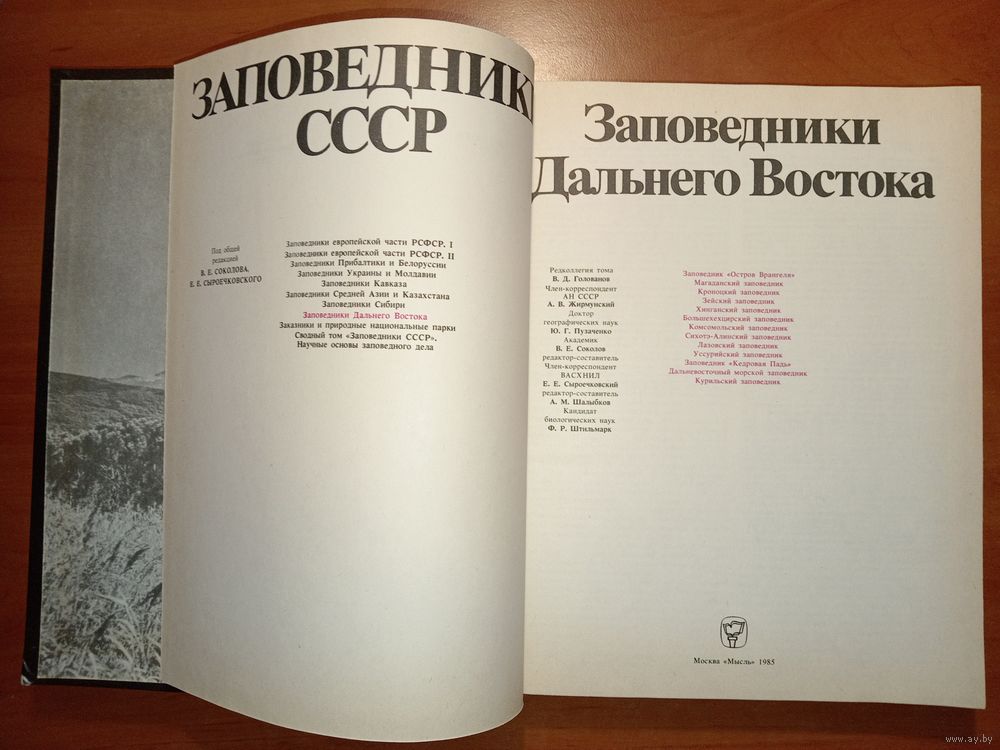 ЗАПОВЕДНИКИ
СССР
Под общей
редакцией
В. Е. СОКОЛОВА,
Е. Е. СЫРОЕЧКОВСКОГО
Заповедники европейской части РСФСР. I
Заповедники европейской части РСФСР. II
Заповедники Прибалтики и Белоруссии
Заповедники Украины и Молдавии
Заповедники Кавказа
Заповедники Средней Азии и Казахстана
Заповедники Сибири
Заповедники Дальнего Востока
Заказники и природные национальные парки
Сводный том «Заповедники СССР».
Научные основы заповедного дела
Заповедники
Дальнего Востока
Редколлегия тома
В. Д. Голованов
Член-корреспондент
АН СССР
А. В. Жирмунский
Доктор
географических наук
Ю. Г. Пузаченко
Академик
В. Е. Соколов
редактор-составитель
Член-корреспондент
ВАСХНИЛ
Е. Е. Сыроечковский
редактор-составитель
А. М. Шалыбков
Кандидат
биологических наук
Ф. Р. Штильмарк
Заповедник «Остров Врангеля»
Магаданский заповедник
Кроноцкий заповедник
Зейский заповедник
Хинганский заповедник
Большехехцирский заповедник
Комсомольский заповедник
Сихотэ-Алинский заповедник
Лазовский заповедник
Уссурийский заповедник
Заповедник «Кедровая Падь»
Дальневосточный морской заповедник
Курильский заповедник
Москва «Мысль» 1985
www.ay.by